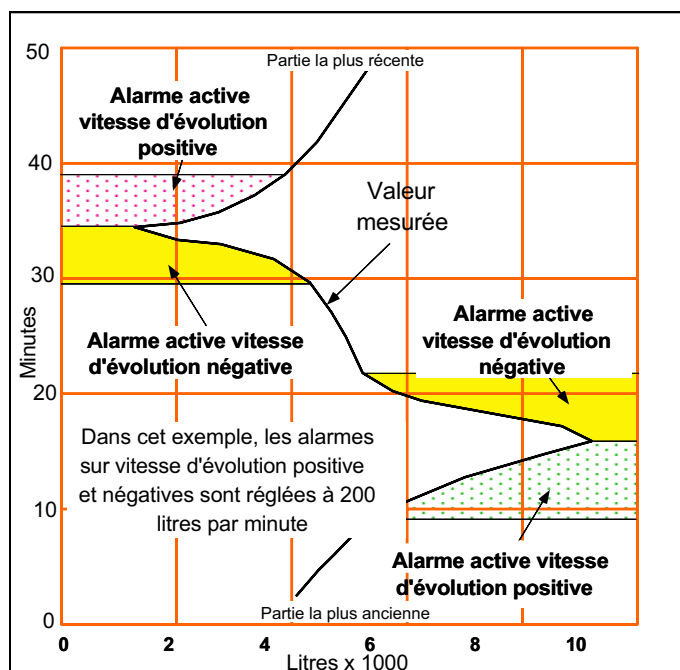 50
Partie la plus récente
Alarme active
vitesse d'évolution
positive
40
Valeur
mesurée
30
Alarme active vitesse
d'évolution négative
Alarme active
vitesse d'évolution
négative
Minutes
20
Dans cet exemple, les alarmes
sur vitesse d'évolution positive
et négatives sont réglées à 200
litres par minute
10
Alarme active vitesse
d'évolution positive
Partie la plus ancienne
0
0 2 4 6 8 10
Litres x 1000